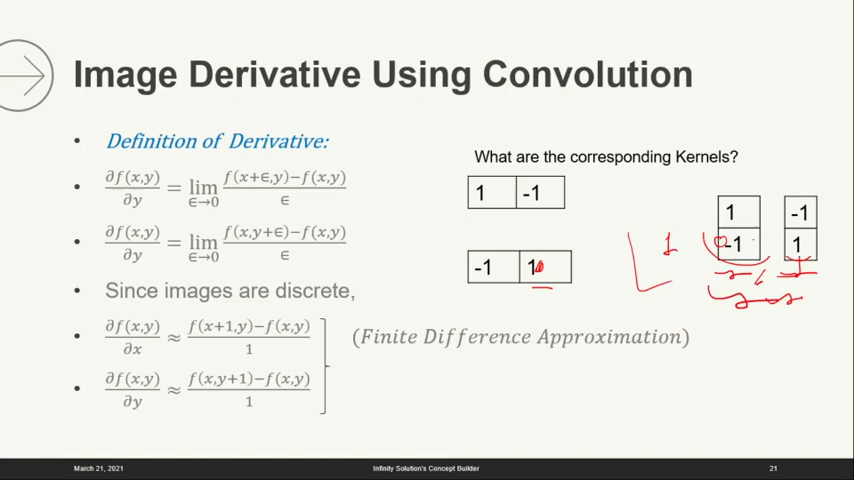 Image Derivative Using Convolution
• Definition of Derivative:
• ∂f(x,y)/∂y = lim ∈→0 f(x+∈,y)−f(x,y)/∈
• ∂f(x,y)/∂y = lim ∈→0 f(x,y+∈)−f(x,y)/∈
• Since images are discrete,
• ∂f(x,y)/∂x ≈ f(x+1,y)−f(x,y)/1
(Finite Difference Approximation)
• ∂f(x,y)/∂y ≈ f(x,y+1)−f(x,y)/1
What are the corresponding Kernels?
1 -1
-1 1
1
-1
-1
1
1
March 21, 2021
Infinity Solution's Concept Builder
21